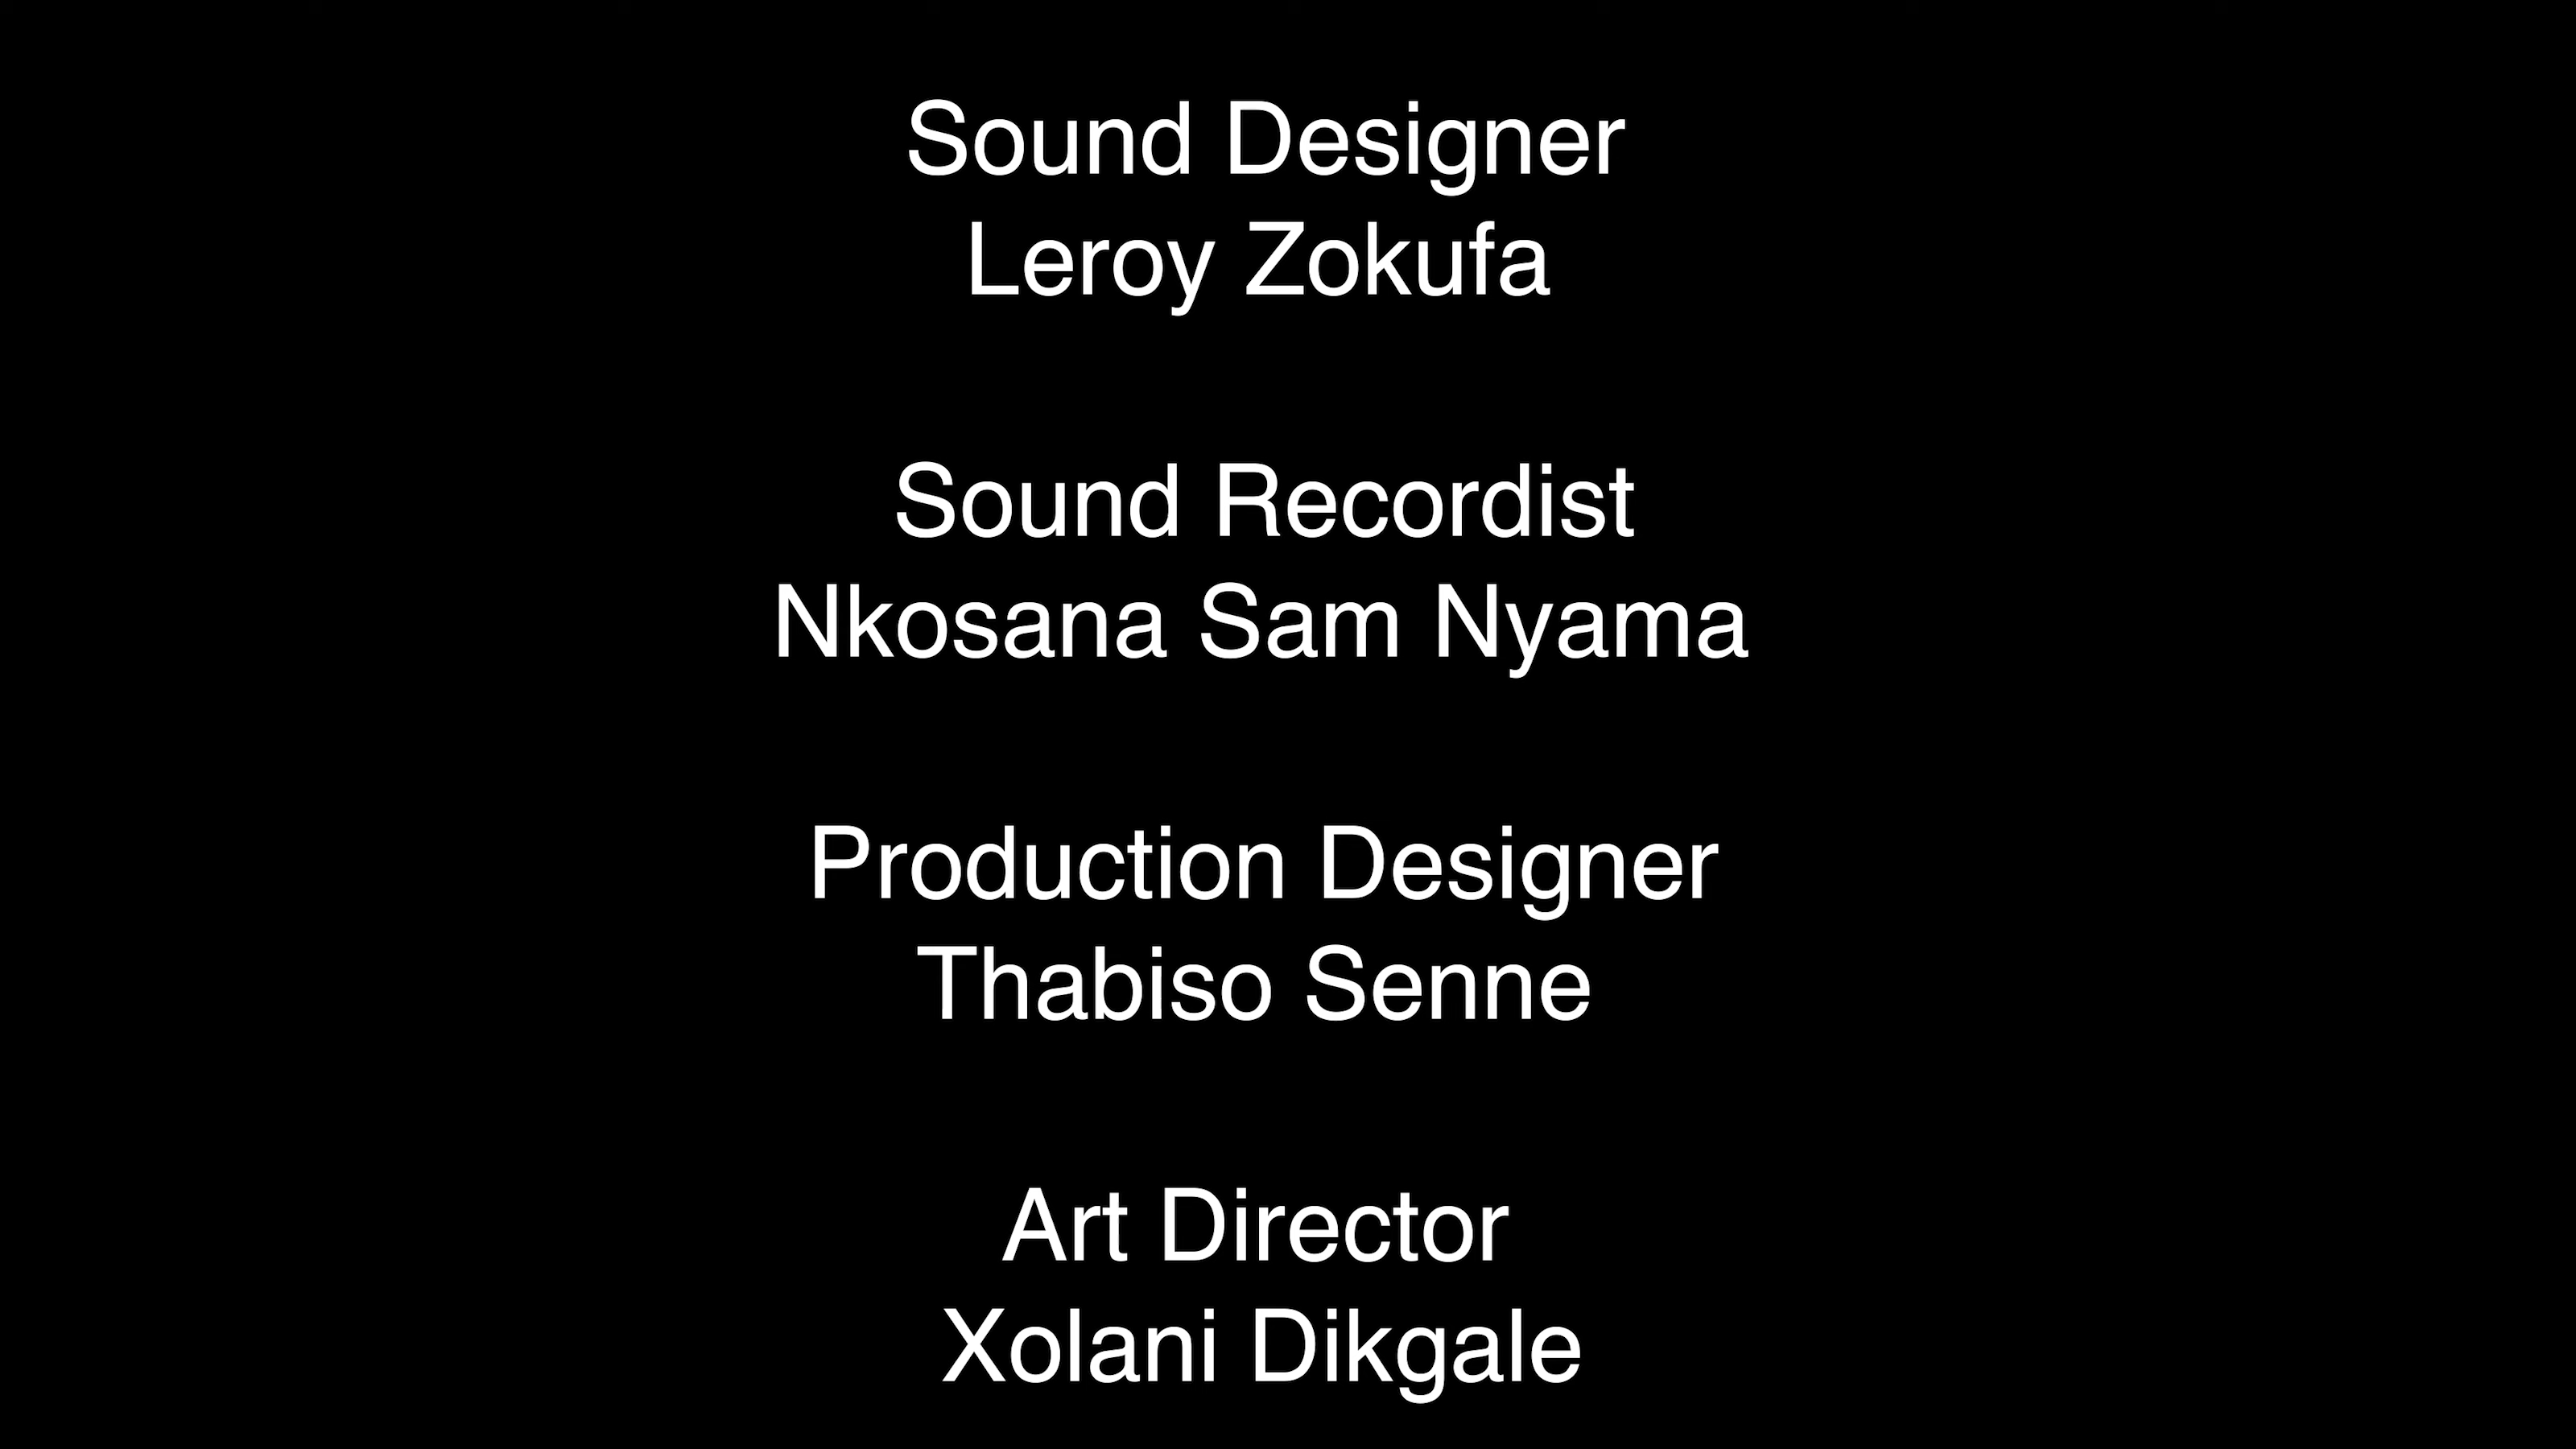 Sound Designer
Leroy Zokufa
Sound Recordist
Nkosana Sam Nyama
Production Designer
Thabiso Senne
Art Director
Xolani Dikgale